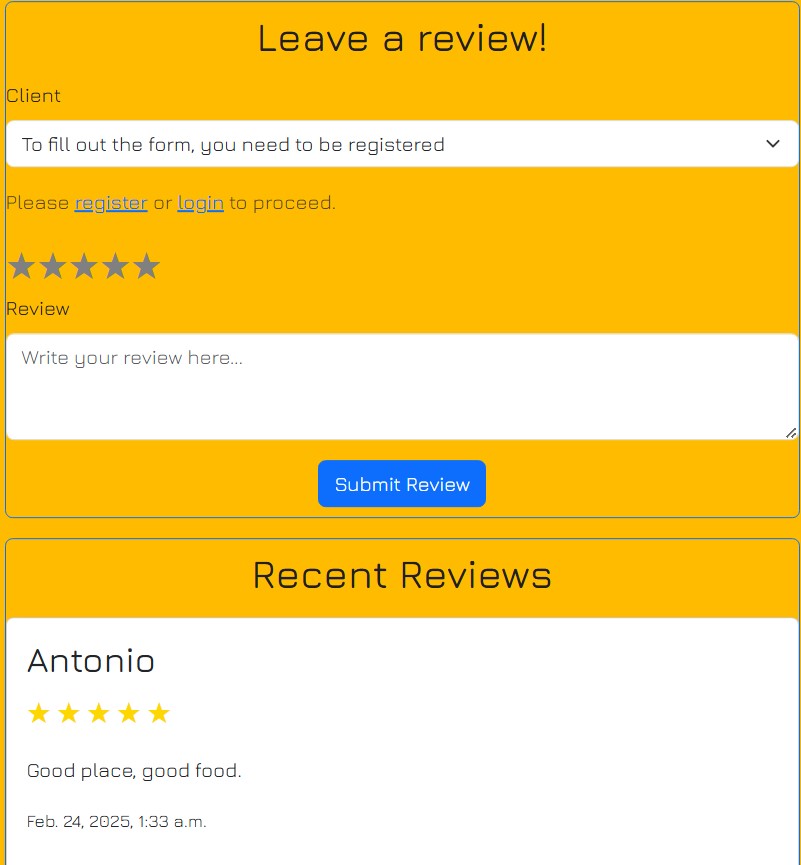 Leave a review!
Client
To fill out the form, you need to be registered
Please register or login to proceed.
Review
Write your review here...
Submit Review
Recent Reviews
Antonio
Good place, good food.
Feb. 24, 2025, 1:33 a.m.